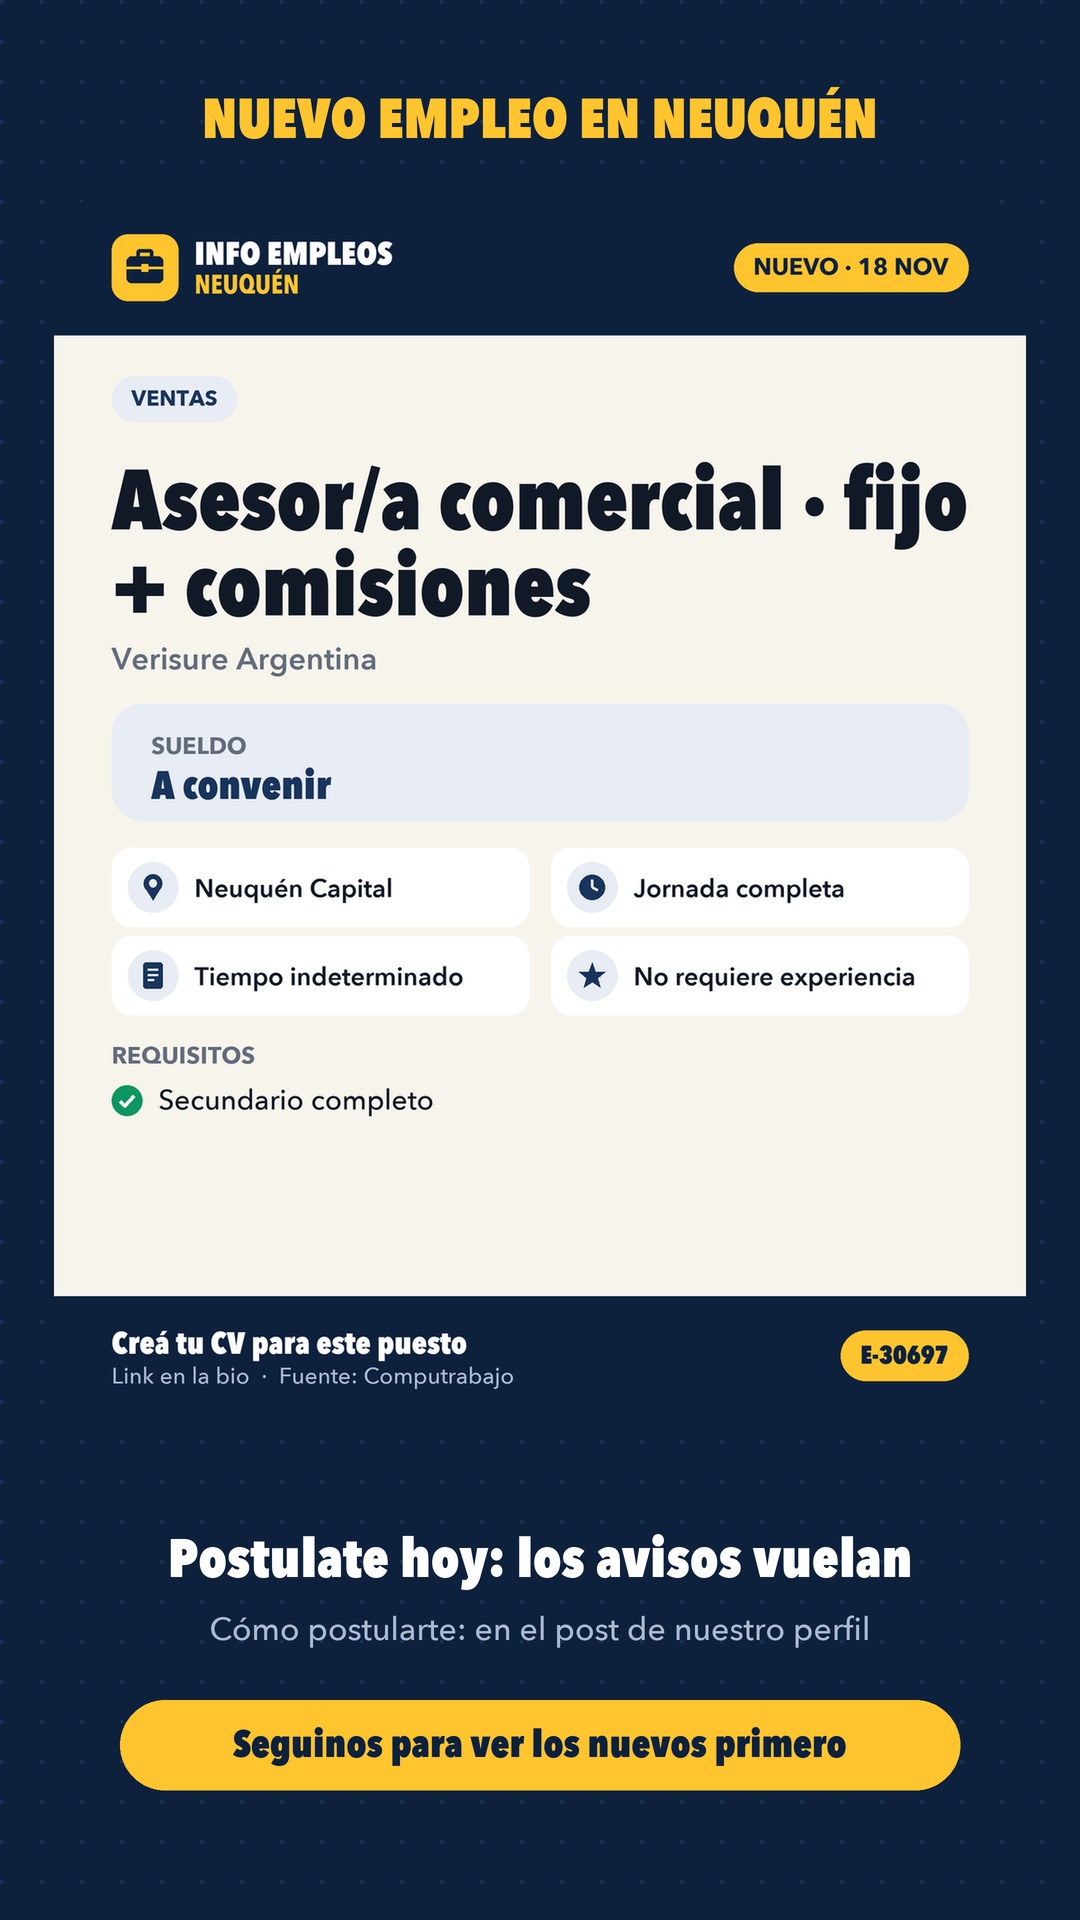 NUEVO EMPLEO EN NEUQUÉN
INFO EMPLEOS
NEUQUÉN
NUEVO · 18 NOV
VENTAS
Asesor/a comercial · fijo
+ comisiones
Verisure Argentina
SUELDO
A convenir
Neuquén Capital
Jornada completa
Tiempo indeterminado
No requiere experiencia
REQUISITOS
Secundario completo
Creá tu CV para este puesto
Link en la bio · Fuente: Computrabajo
E-30697
Postulate hoy: los avisos vuelan
Cómo postularte: en el post de nuestro perfil
Seguinos para ver los nuevos primero